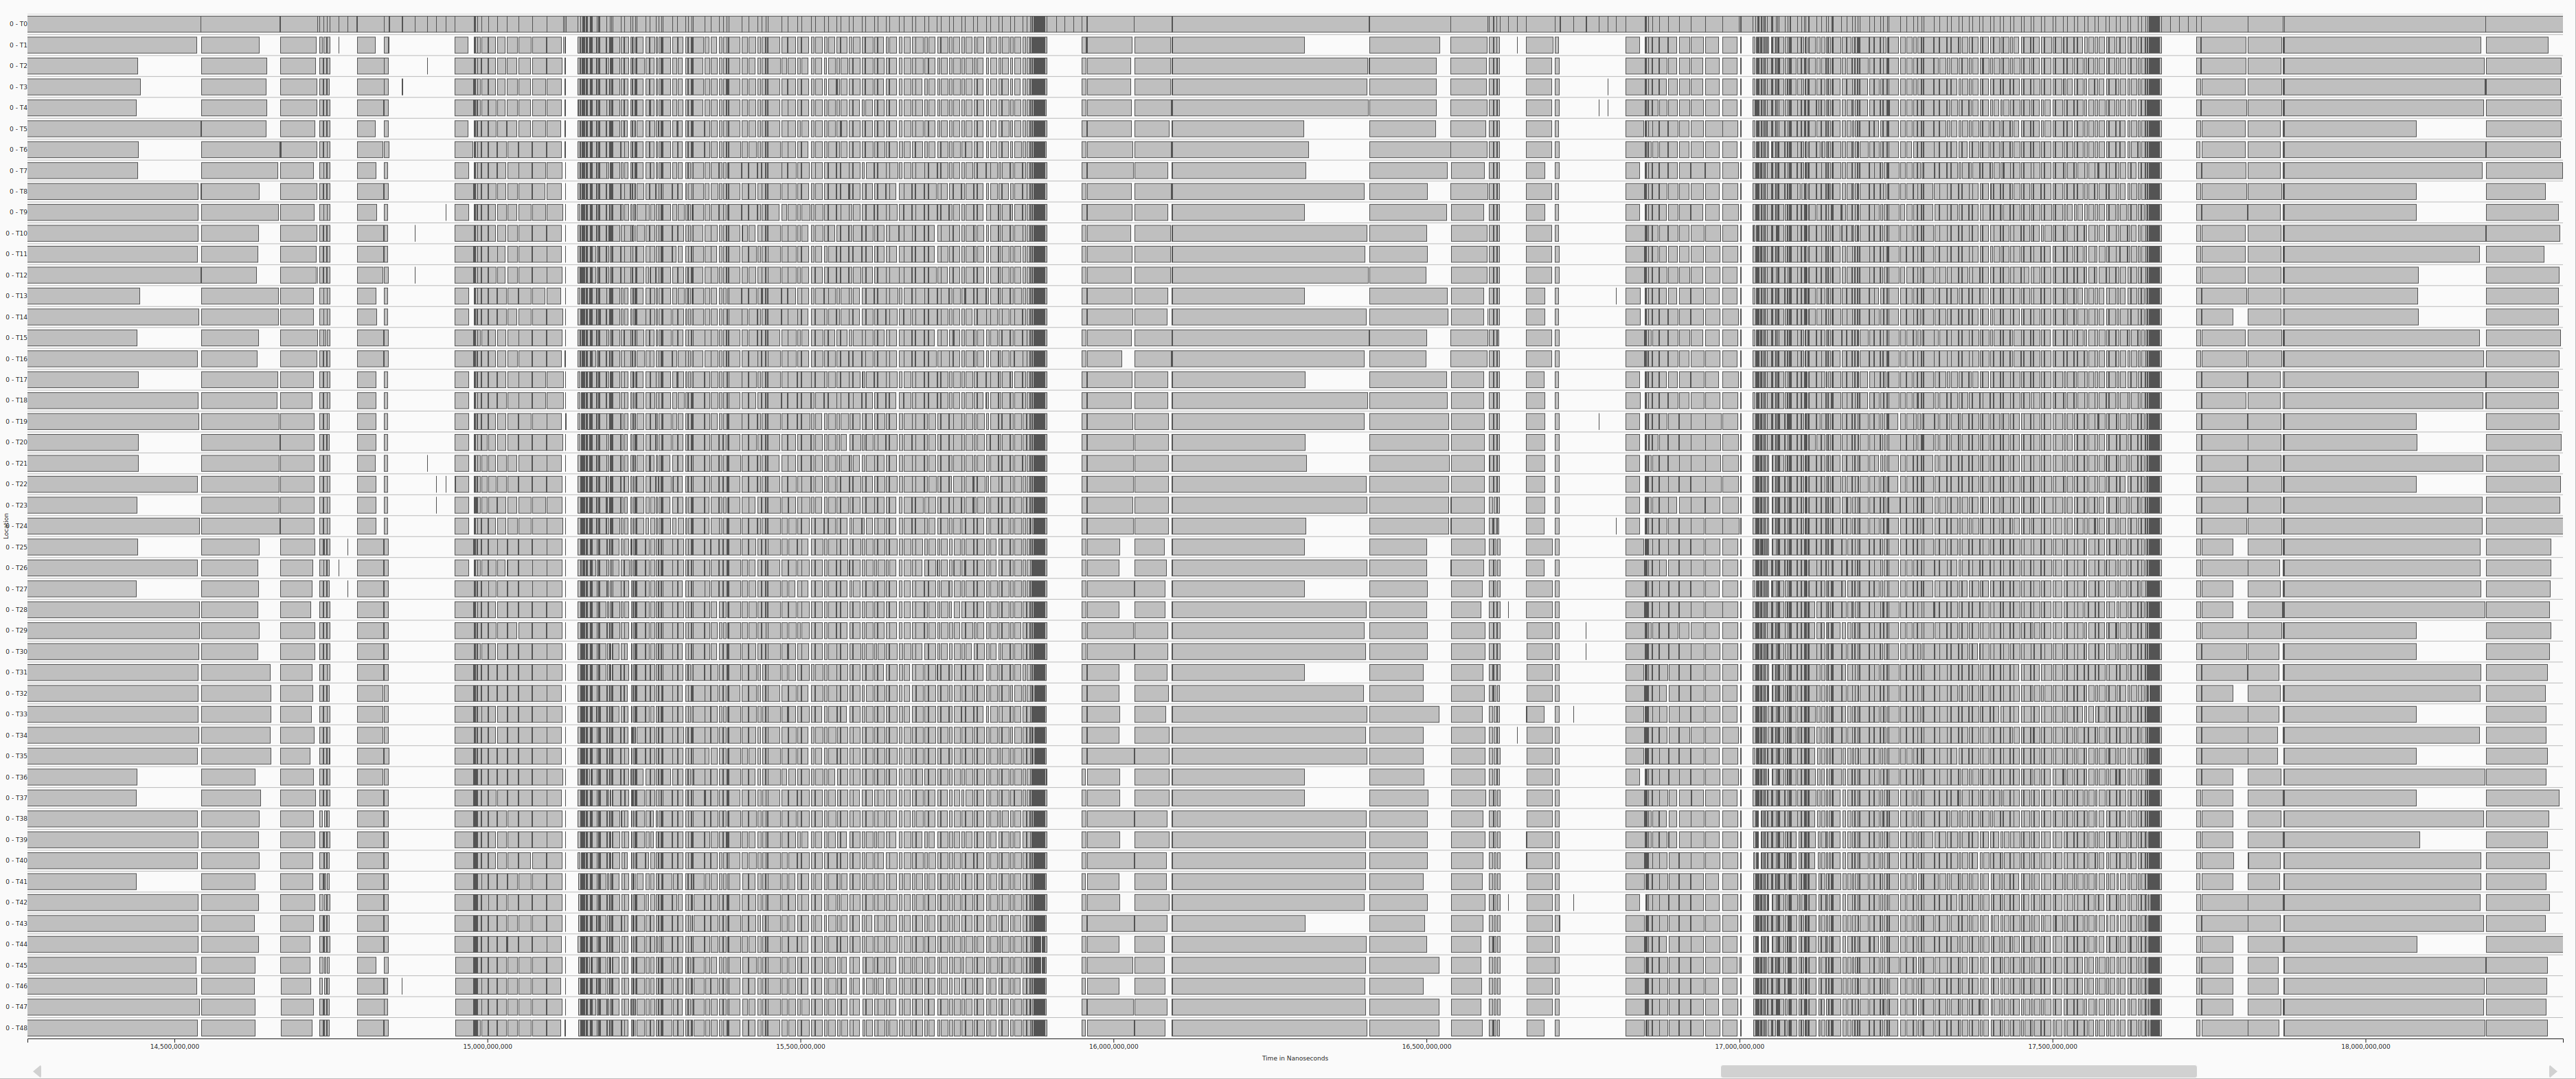 0 - T0
0 - T1
0 - T2
0 - T3
0 - T4
0 - T5
0 - T6
0 - T7
0 - T8
0 - T9
0 - T10
0 - T11
0 - T12
0 - T13
0 - T14
0 - T15
0 - T16
0 - T17
0 - T18
0 - T19
0 - T20
0 - T21
0 - T22
0 - T23
Location
0 - T24
0 - T25
0 - T26
0 - T27
0 - T28
0 - T29
0 - T30
0 - T31
0 - T32
0 - T33
0 - T34
0 - T35
0 - T36
0 - T37
0 - T38
0 - T39
0 - T40
0 - T41
0 - T42
0 - T43
0 - T44
0 - T45
0 - T46
0 - T47
0 - T48
14,500,000,000 15,000,000,000 15,500,000,000 16,000,000,000 16,500,000,000 17,000,000,000 17,500,000,000 18,000,000,000
Time in Nanoseconds